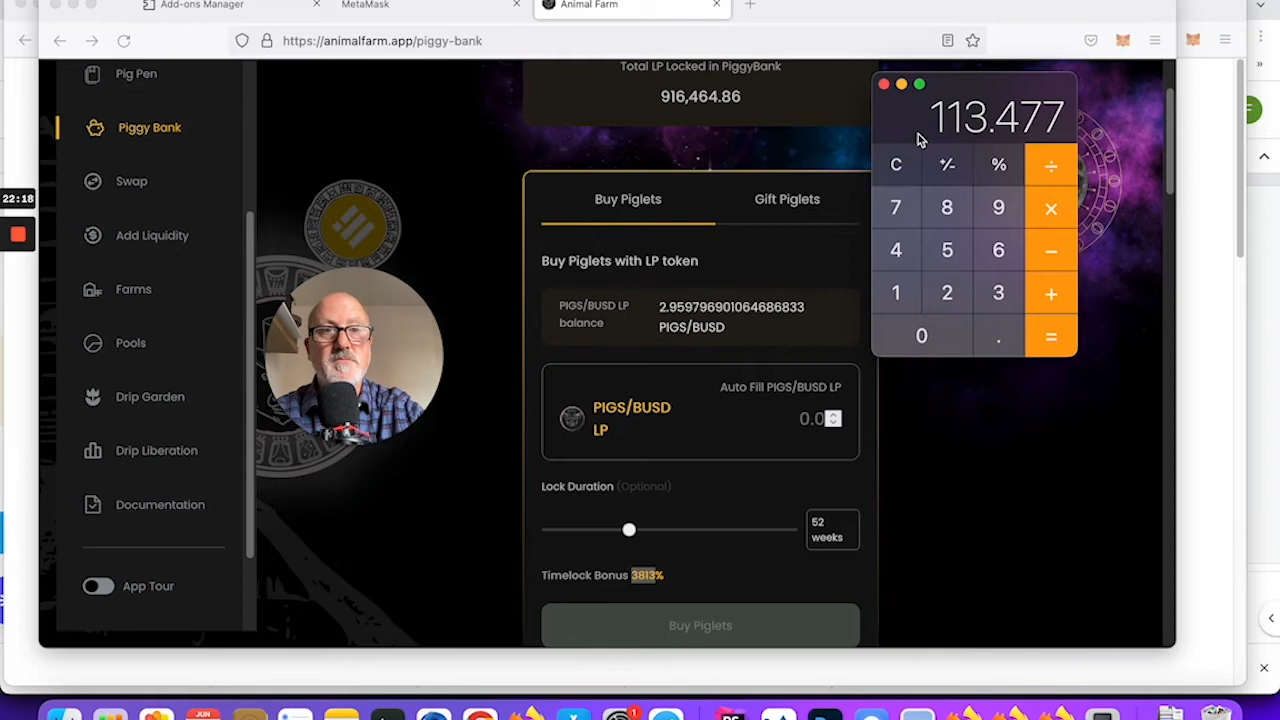 Add-ons Manager
MetaMask
Animal Farm
https://animalfarm.app/piggy-bank
Pig Pen
Piggy Bank
Swap
Add Liquidity
Farms
Pools
Drip Garden
Drip Liberation
Documentation
App Tour
22:18
Total LP Locked in PiggyBank
916,464.86
Buy Piglets
Gift Piglets
Buy Piglets with LP token
PIGS/BUSD LP
balance
2.959796901064686833
PIGS/BUSD
Auto Fill PIGS/BUSD LP
PIGS/BUSD
LP
0.0
Lock Duration (Optional)
52
weeks
Timelock Bonus 3813%
Buy Piglets
113.477
C +/- % ÷
7 8 9 ×
4 5 6 −
1 2 3 +
0 . =
JUN
1